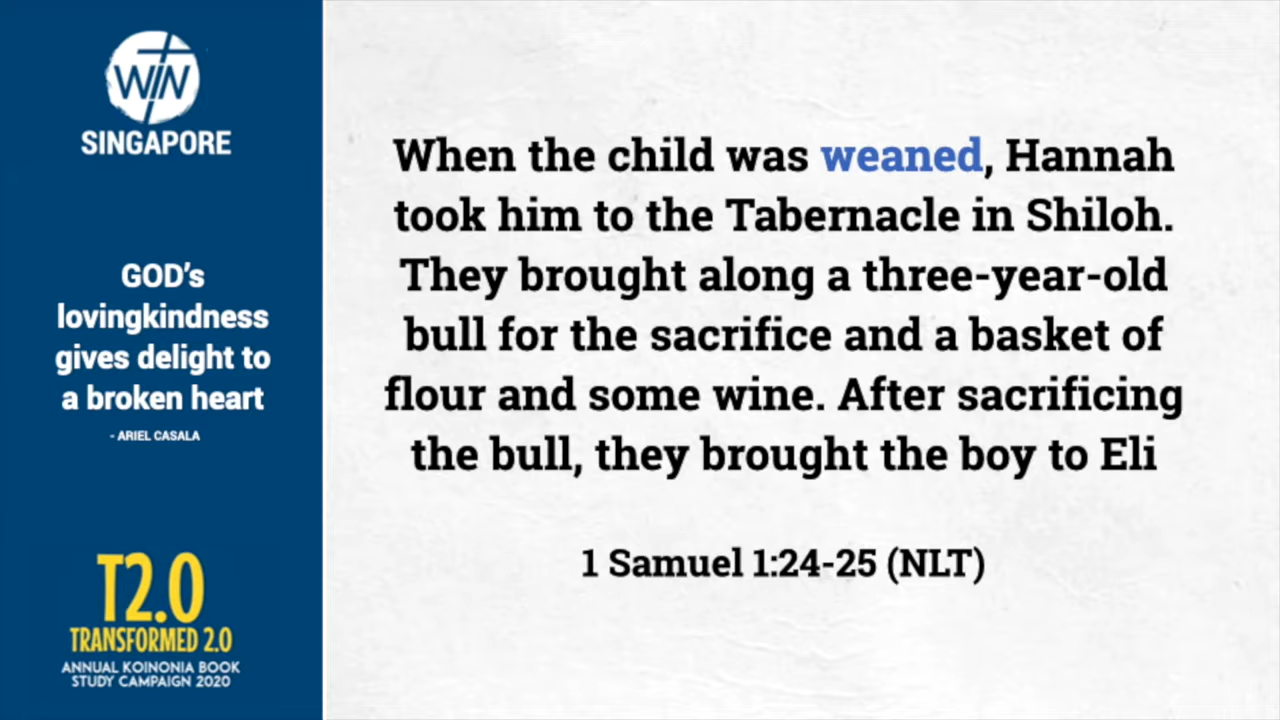 WIN
SINGAPORE
GOD's
lovingkindness
gives delight to
a broken heart
- ARIEL CASALA
T2.0
TRANSFORMED 2.0
ANNUAL KOINONIA BOOK
STUDY CAMPAIGN 2020
When the child was weaned, Hannah
took him to the Tabernacle in Shiloh.
They brought along a three-year-old
bull for the sacrifice and a basket of
flour and some wine. After sacrificing
the bull, they brought the boy to Eli
1 Samuel 1:24-25 (NLT)